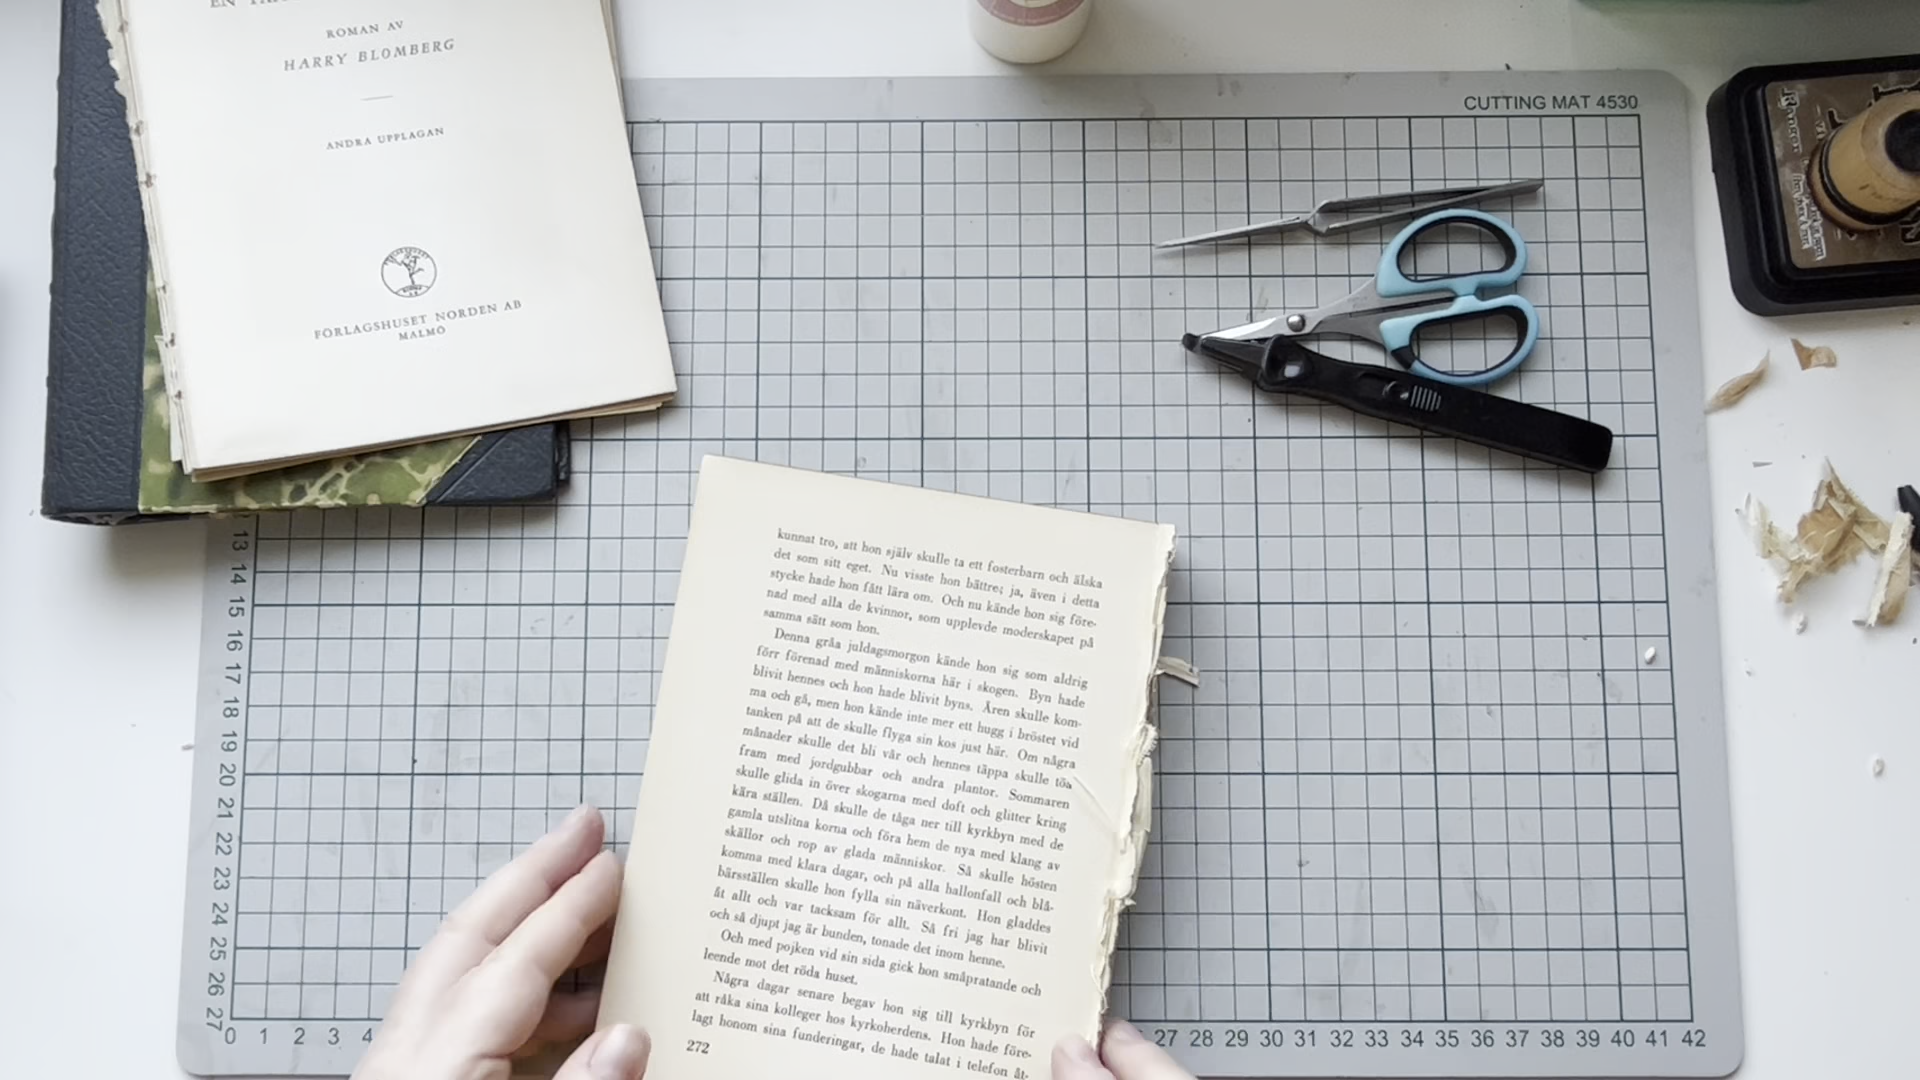 ROMAN AV
HARRY BLOMBERG
ANDRA UPPLAGAN
FÖRLAGSHUSET NORDEN AB
MALMÖ
CUTTING MAT 4530
Ranger
kunnat tro, att hon själv skulle ta ett fosterbarn och älska
det som sitt eget. Nu visste hon bättre; ja, även i detta
stycke hade hon fått lära om. Och nu kände hon sig före-
nad med alla de kvinnor, som upplevde moderskapet på
samma sätt som hon.
Denna gråa juldagsmorgon kände hon sig som aldrig
förr förenad med människorna här i skogen. Byn hade
blivit hennes och hon hade blivit byns. Åren skulle kom-
ma och gå, men hon kände inte mer ett hugg i bröstet vid
tanken på att de skulle flyga sin kos just här. Om några
månader skulle det bli vår och hennes täppa skulle töa
fram med jordgubbar och andra plantor. Sommaren
skulle glida in över skogarna med doft och glitter kring
kära ställen. Då skulle de tåga ner till kyrkbyn med de
gamla utslitna korna och föra hem de nya med klang av
skällor och rop av glada människor. Så skulle hösten
komma med klara dagar, och på alla hallonfall och blå-
bärsställen skulle hon fylla sin näverkont. Hon gladdes
åt allt och var tacksam för allt. Så fri jag har blivit
och så djupt jag är bunden, tonade det inom henne.
Och med pojken vid sin sida gick hon småpratande och
leende mot det röda huset.
Några dagar senare begav hon sig till kyrkbyn för
att råka sina kolleger hos kyrkoherdens. Hon hade före-
lagt honom sina funderingar, de hade talat i telefon åt-
272
13
14
15
16
17
18
19
20
21
22
23
24
25
26
27
0 1 2 3 4 27 28 29 30 31 32 33 34 35 36 37 38 39 40 41 42